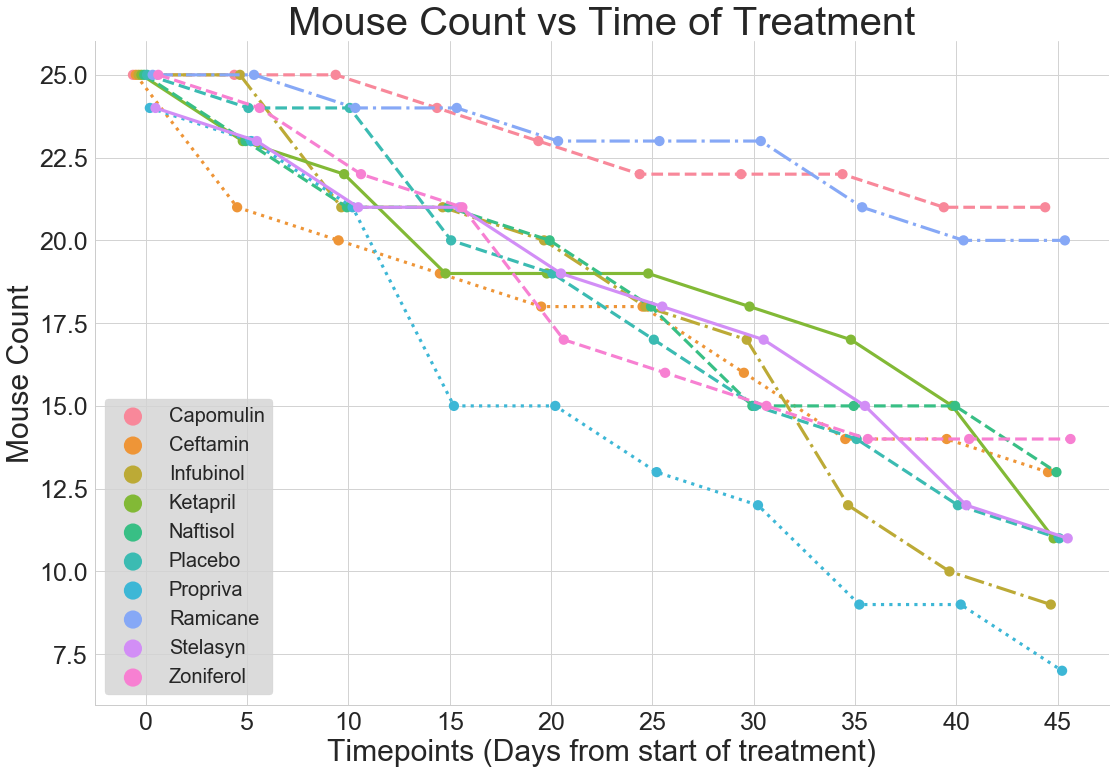 Mouse Count vs Time of Treatment
Mouse Count
25.0
22.5
20.0
17.5
15.0
12.5
10.0
7.5
Capomulin
Ceftamin
Infubinol
Ketapril
Naftisol
Placebo
Propriva
Ramicane
Stelasyn
Zoniferol
0 5 10 15 20 25 30 35 40 45
Timepoints (Days from start of treatment)